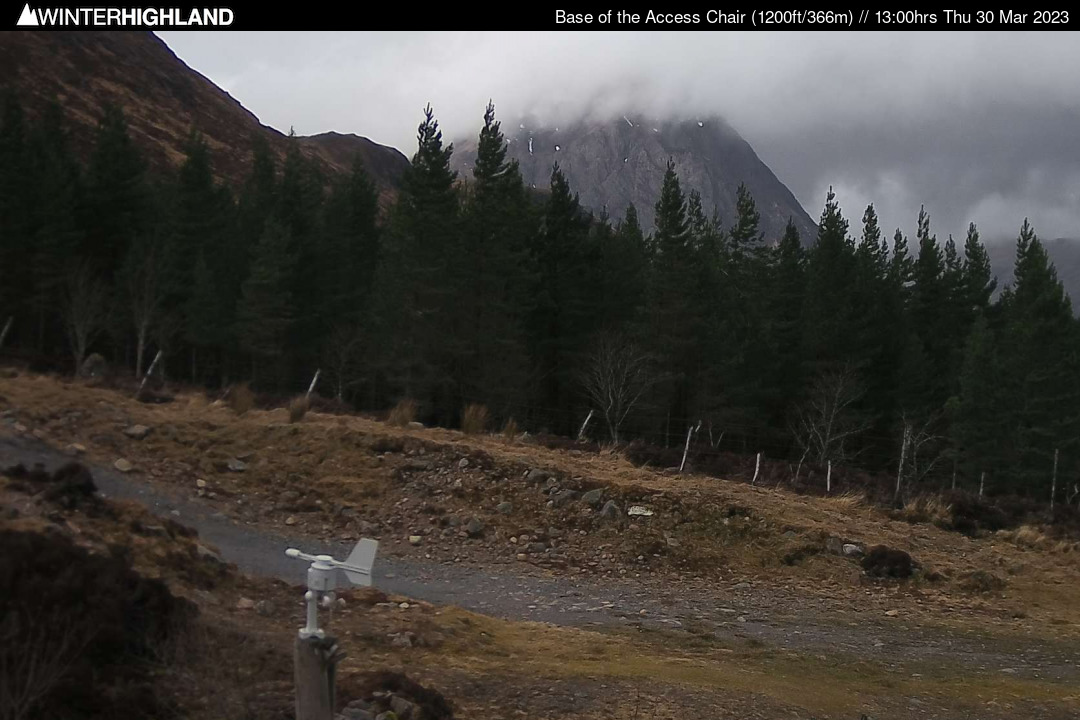 WINTERHIGHLAND
Base of the Access Chair (1200ft/366m) // 13:00hrs Thu 30 Mar 2023